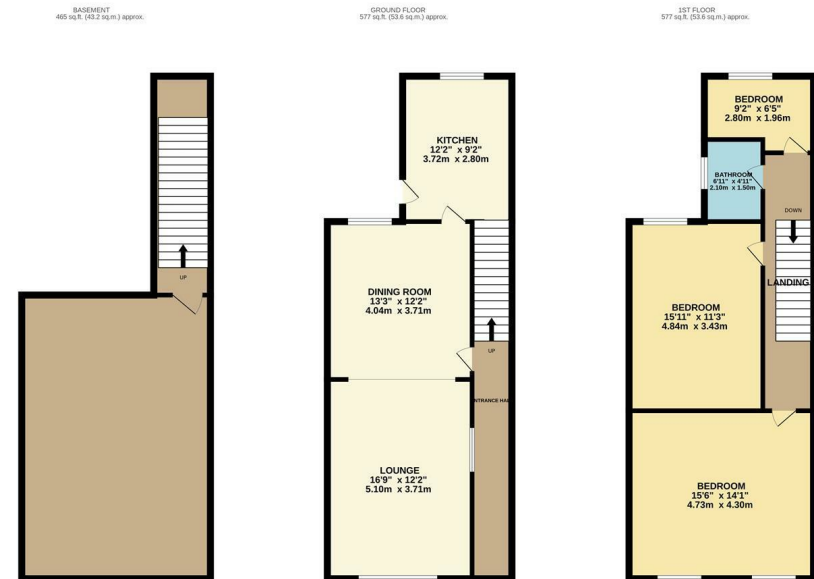 BASEMENT
465 sq.ft. (43.2 sq.m.) approx.
UP
GROUND FLOOR
577 sq.ft. (53.6 sq.m.) approx.
KITCHEN
12'2" x 9'2"
3.72m x 2.80m
DINING ROOM
13'3" x 12'2"
4.04m x 3.71m
UP
ENTRANCE HALL
LOUNGE
16'9" x 12'2"
5.10m x 3.71m
1ST FLOOR
577 sq.ft. (53.6 sq.m.) approx.
BEDROOM
9'2" x 6'5"
2.80m x 1.96m
BATHROOM
6'11" x 4'11"
2.10m x 1.50m
DOWN
LANDING
BEDROOM
15'11" x 11'3"
4.84m x 3.43m
BEDROOM
15'6" x 14'1"
4.73m x 4.30m